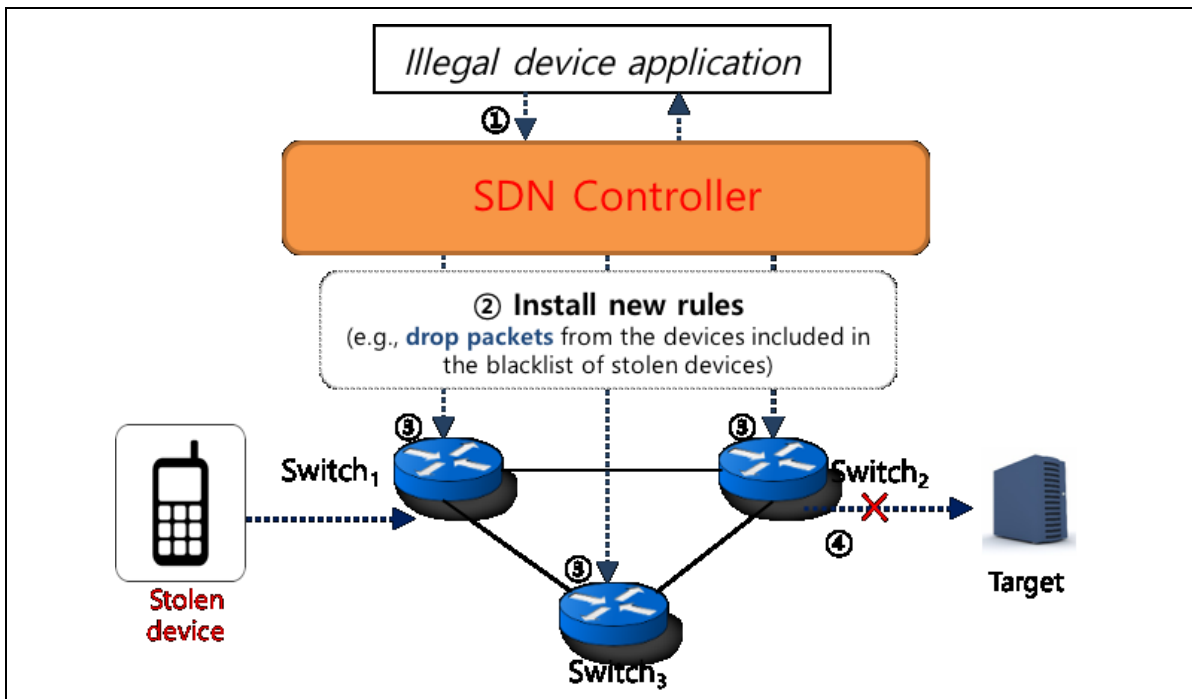 Illegal device application
①
SDN Controller
② Install new rules
(e.g., drop packets from the devices included in
the blacklist of stolen devices)
③
③
Switch₁
Switch₂
④
③
Target
Stolen
device
Switch₃